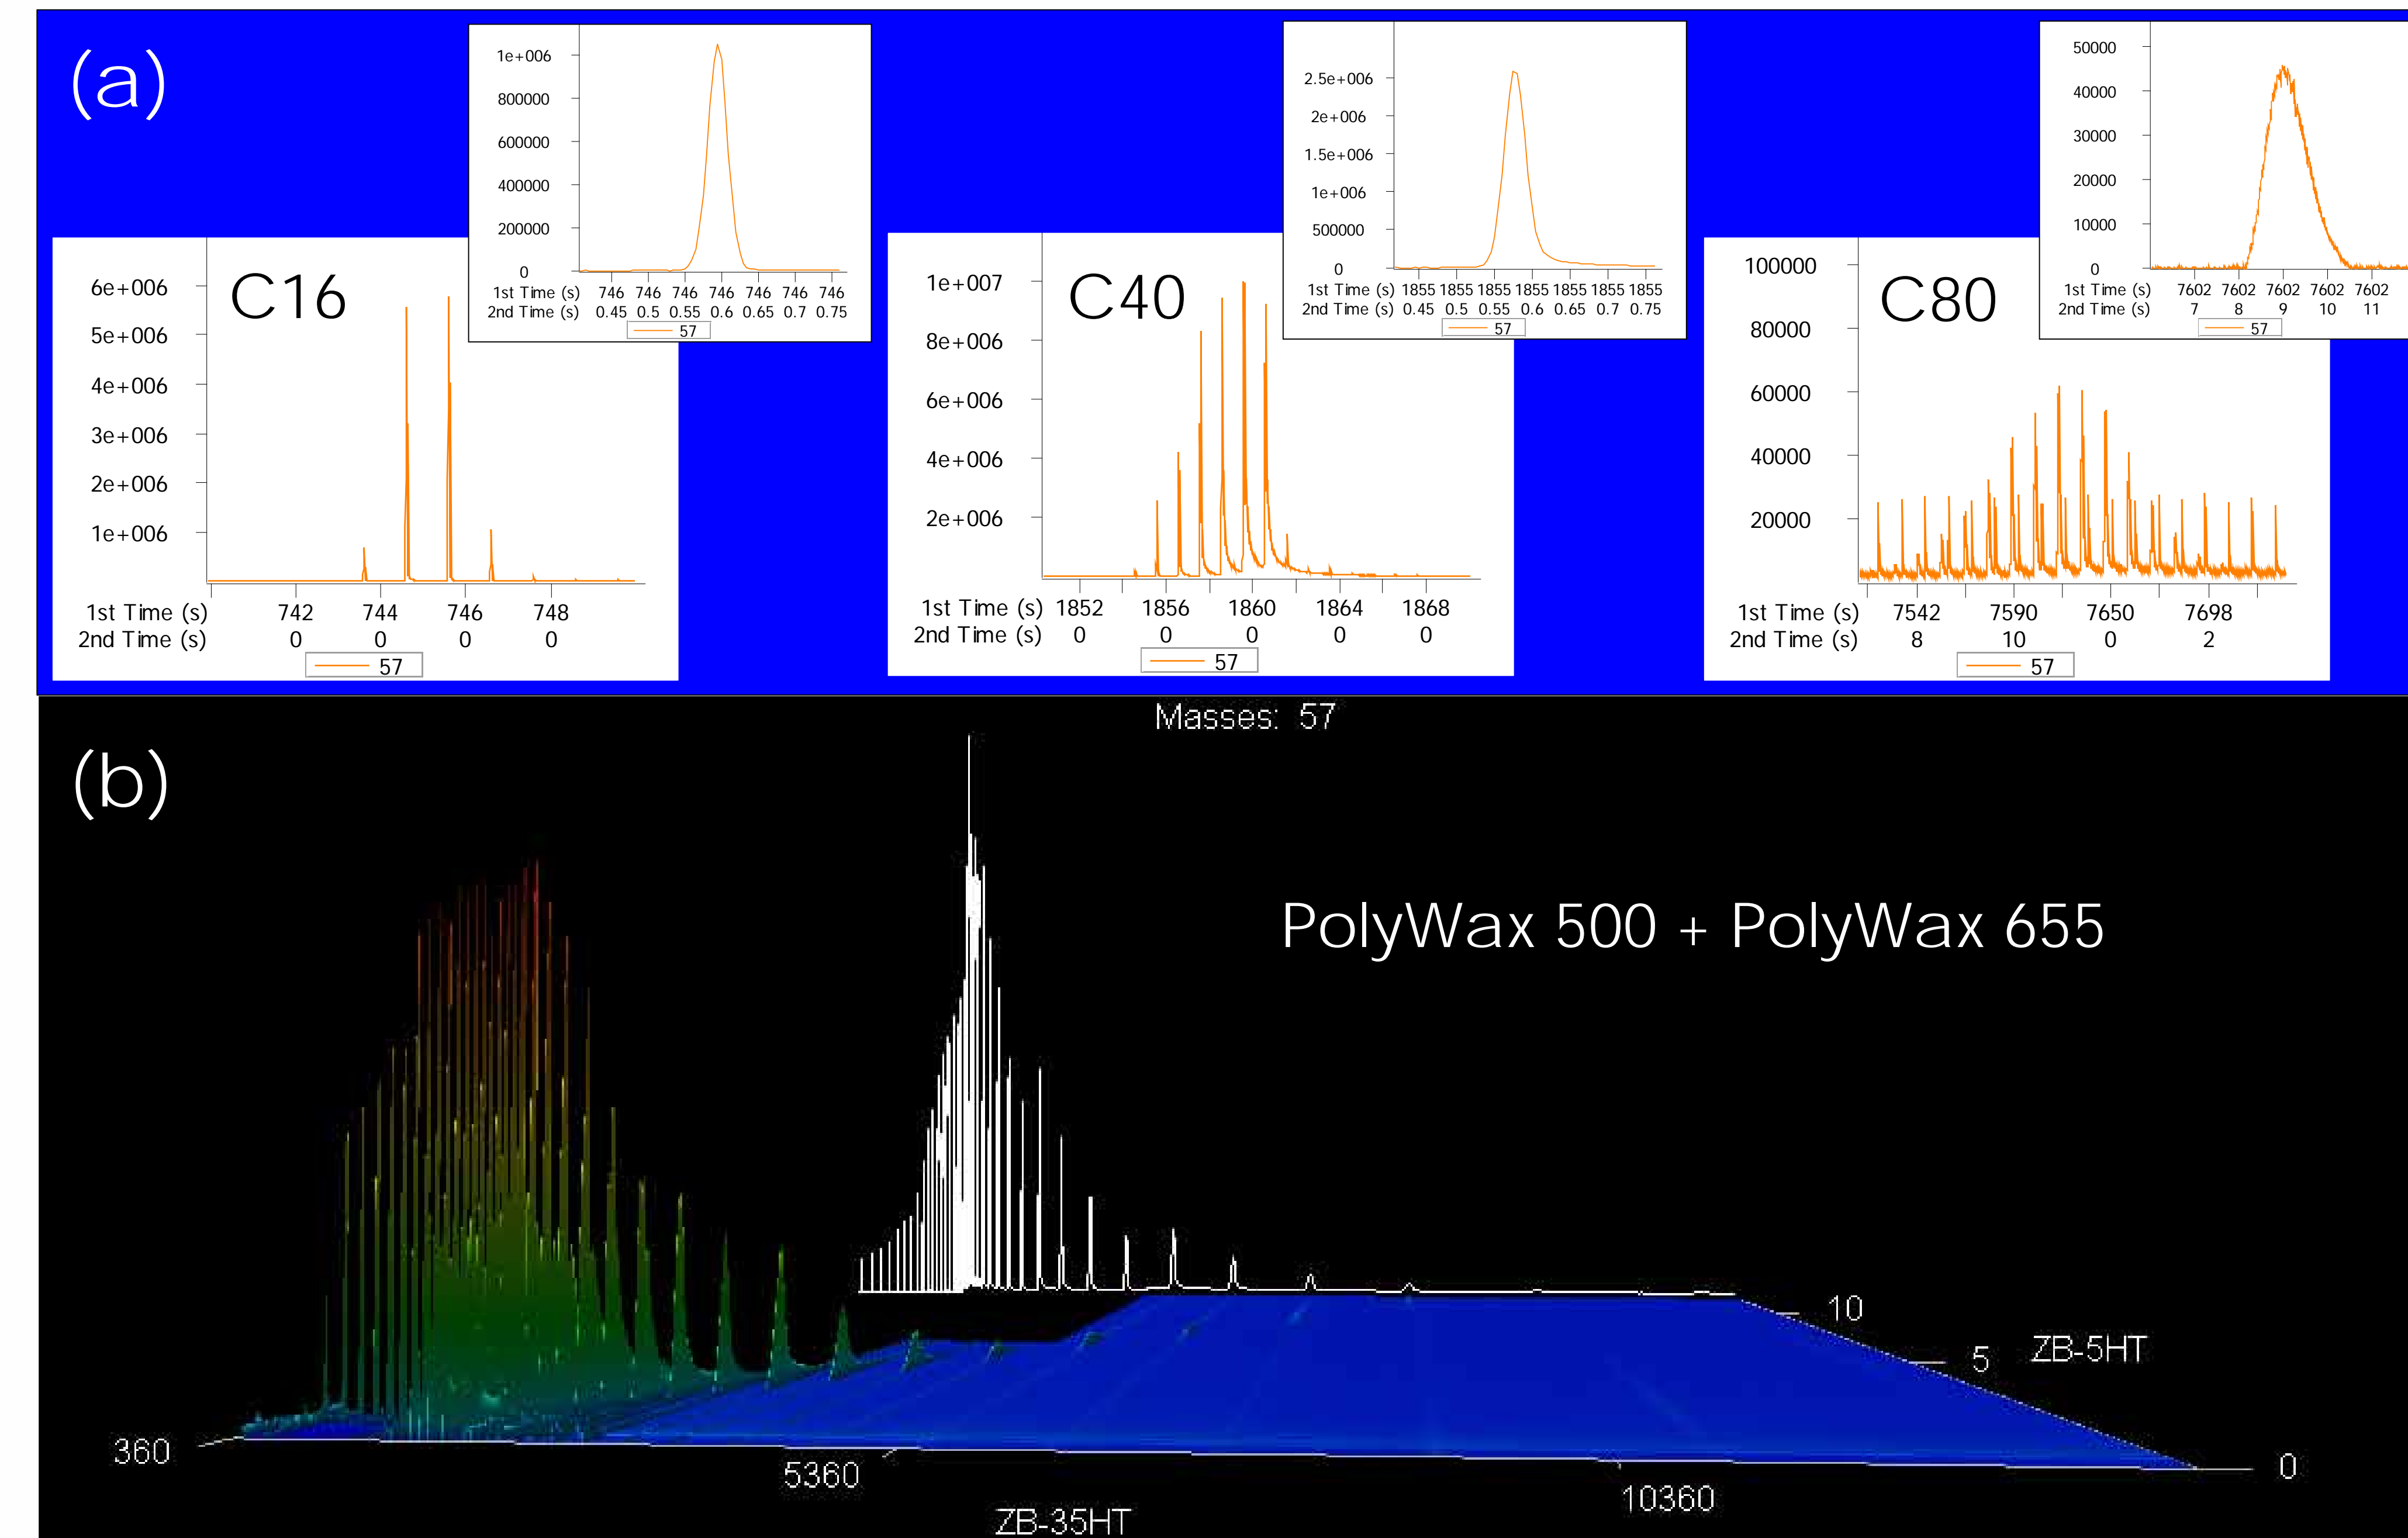 (a)
1e+006
800000
600000
400000
200000
0
1st Time (s) 746 746 746 746 746 746 746
2nd Time (s) 0.45 0.5 0.55 0.6 0.65 0.7 0.75
57
C16
6e+006
5e+006
4e+006
3e+006
2e+006
1e+006
1st Time (s) 742 744 746 748
2nd Time (s) 0 0 0 0
57
2.5e+006
2e+006
1.5e+006
1e+006
500000
0
1st Time (s) 1855 1855 1855 1855 1855 1855 1855
2nd Time (s) 0.45 0.5 0.55 0.6 0.65 0.7 0.75
57
C40
1e+007
8e+006
6e+006
4e+006
2e+006
1st Time (s) 1852 1856 1860 1864 1868
2nd Time (s) 0 0 0 0 0
57
50000
40000
30000
20000
10000
0
1st Time (s) 7602 7602 7602 7602 7602
2nd Time (s) 7 8 9 10 11
57
C80
100000
80000
60000
40000
20000
1st Time (s) 7542 7590 7650 7698
2nd Time (s) 8 10 0 2
57
Masses: 57
(b)
PolyWax 500 + PolyWax 655
10
5
ZB-5HT
0
360
5360
10360
ZB-35HT